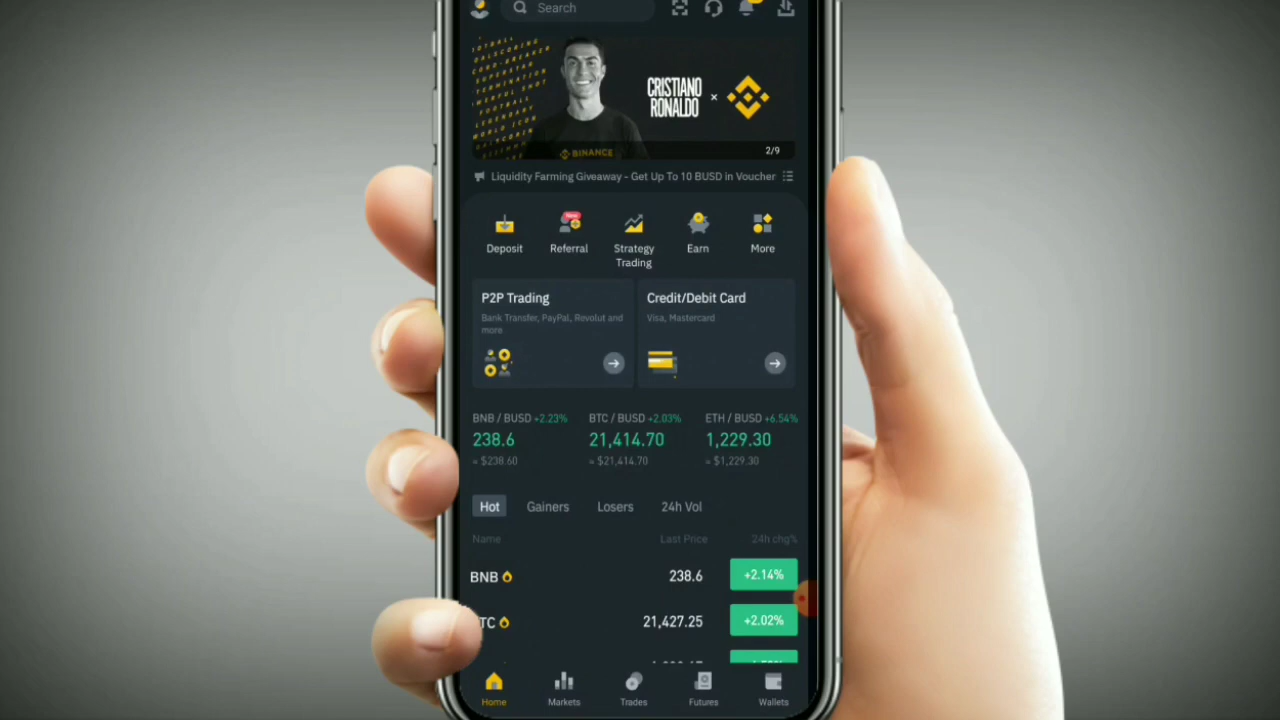 Search
CRISTIANO
RONALDO
×
BINANCE
2/9
Liquidity Farming Giveaway - Get Up To 10 BUSD in Voucher
Deposit
Referral
Strategy
Trading
Earn
More
P2P Trading
Bank Transfer, PayPal, Revolut and
more
Credit/Debit Card
Visa, Mastercard
BNB / BUSD +2.23%
238.6
≈ $238.60
BTC / BUSD +2.03%
21,414.70
≈ $21,414.70
ETH / BUSD +6.54%
1,229.30
≈ $1,229.30
Hot Gainers Losers 24h Vol
Name Last Price 24h chg%
BNB 238.6 +2.14%
TC 21,427.25 +2.02%
Home Markets Trades Futures Wallets